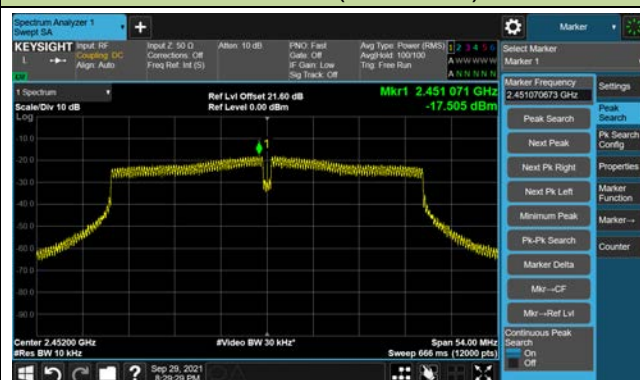 Spectrum Analyzer 1
Swept SA
+
Marker
KEYSIGHT
Input: RF
Coupling: DC
Align: Auto
Input Z: 50 Ω
Corrections: Off
Freq Ref: Int (S)
Atten: 10 dB
PNO: Fast
Gate: Off
IF Gain: Low
Sig Track: Off
Avg Type: Power (RMS)
Avg|Hold: 100/100
Trig: Free Run
1 2 3 4 5 6
A W W W W W
A N N N N N
L
LXI
1 Spectrum
Scale/Div 10 dB
Log
Ref Lvl Offset 21.60 dB
Ref Level 0.00 dBm
Mkr1 2.451 071 GHz
-17.505 dBm
1
-10.0
-20.0
-30.0
-40.0
-50.0
-60.0
-70.0
-80.0
-90.0
Center 2.45200 GHz
#Res BW 10 kHz
#Video BW 30 kHz*
Span 54.00 MHz
Sweep 666 ms (12000 pts)
Sep 29, 2021
8:29:29 PM
?
Select Marker
Marker 1
Marker Frequency
2.451070673 GHz
Peak Search
Next Peak
Next Pk Right
Next Pk Left
Minimum Peak
Pk-Pk Search
Marker Delta
Mkr→CF
Mkr→Ref Lvl
Continuous Peak
Search
On
Off
Settings
Peak
Search
Pk Search
Config
Properties
Marker
Function
Marker→
Counter